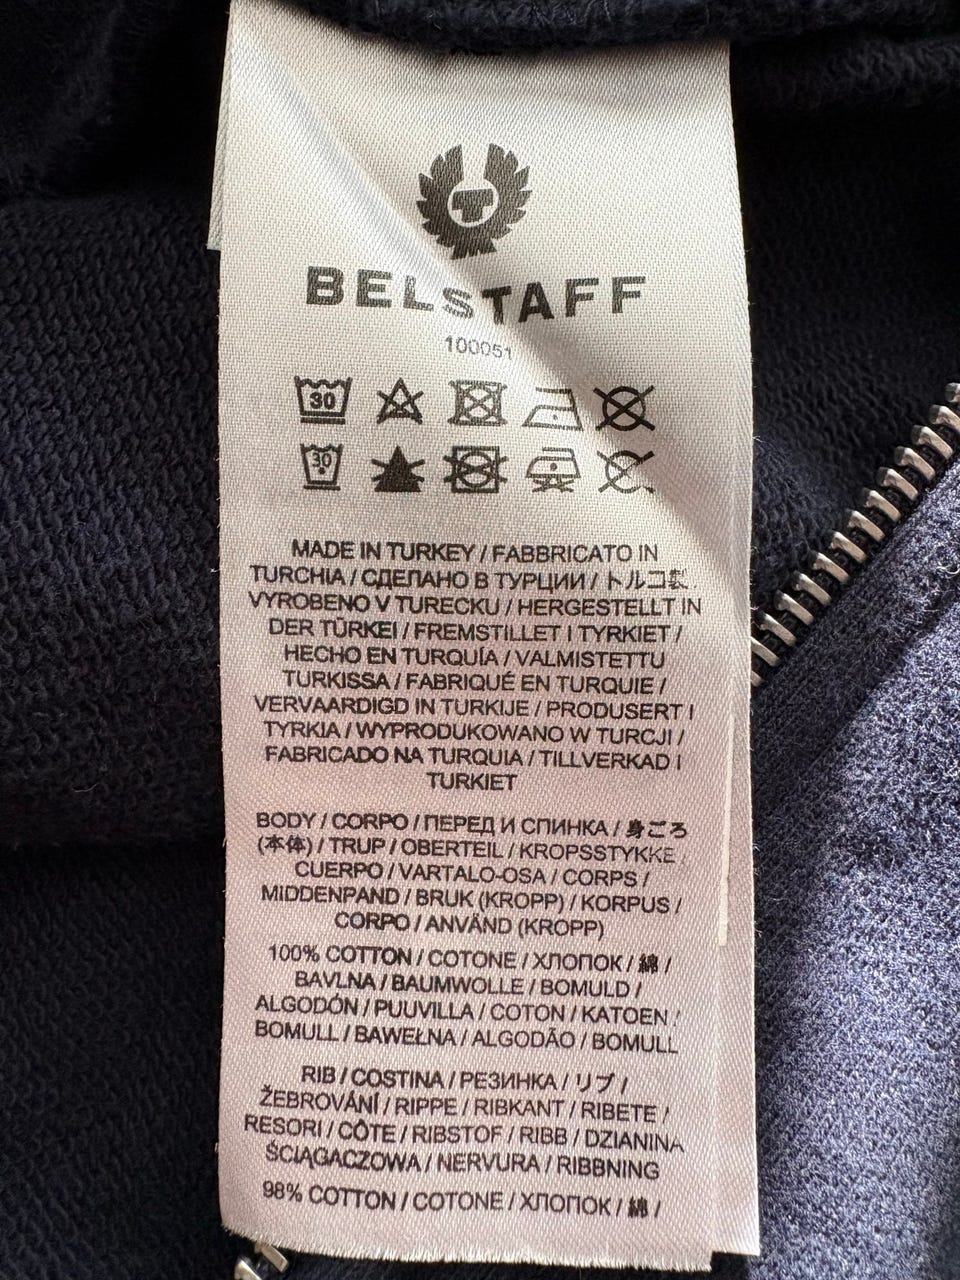 BELSTAFF
100051
30
30
MADE IN TURKEY / FABBRICATO IN
TURCHIA / СДЕЛАНО В ТУРЦИИ / トルコ製
VYROBENO V TURECKU / HERGESTELLT IN
DER TÜRKEI / FREMSTILLET I TYRKIET /
HECHO EN TURQUÍA / VALMISTETTU
TURKISSA / FABRIQUÉ EN TURQUIE /
VERVAARDIGD IN TURKIJE / PRODUSERT I
TYRKIA / WYPRODUKOWANO W TURCJI /
FABRICADO NA TURQUIA / TILLVERKAD I
TURKIET
BODY / CORPO / ПЕРЕД И СПИНКА / 身ごろ
(本体) / TRUP / OBERTEIL / KROPSSTYKKE /
CUERPO / VARTALO-OSA / CORPS /
MIDDENPAND / BRUK (KROPP) / KORPUS /
CORPO / ANVÄND (KROPP)
100% COTTON / COTONE / ХЛОПОК / 綿 /
BAVLNA / BAUMWOLLE / BOMULD /
ALGODÓN / PUUVILLA / COTON / KATOEN /
BOMULL / BAWEŁNA / ALGODÃO / BOMULL
RIB / COSTINA / РЕЗИНКА / リブ /
ŽEBROVÁNÍ / RIPPE / RIBKANT / RIBETE /
RESORI / CÔTE / RIBSTOF / RIBB / DZIANINA
ŚCIĄGACZOWA / NERVURA / RIBBNING
98% COTTON / COTONE / ХЛОПОК / 綿 /